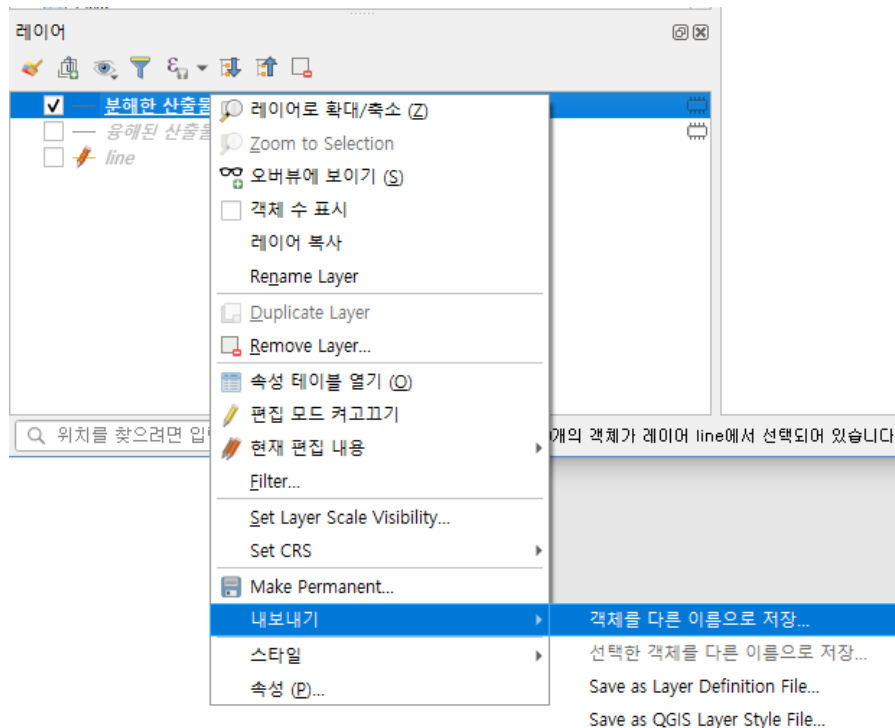 레이어
분해한 산출물
융해된 산출물
line
레이어로 확대/축소 (Z)
Zoom to Selection
오버뷰에 보이기 (S)
객체 수 표시
레이어 복사
Rename Layer
Duplicate Layer
Remove Layer...
속성 테이블 열기 (O)
편집 모드 켜고끄기
현재 편집 내용
Filter...
Set Layer Scale Visibility...
Set CRS
Make Permanent...
내보내기
스타일
속성 (P)...
객체를 다른 이름으로 저장...
선택한 객체를 다른 이름으로 저장...
Save as Layer Definition File...
Save as QGIS Layer Style File...
위치를 찾으려면
개의 객체가 레이어 line에서 선택되어 있습니다